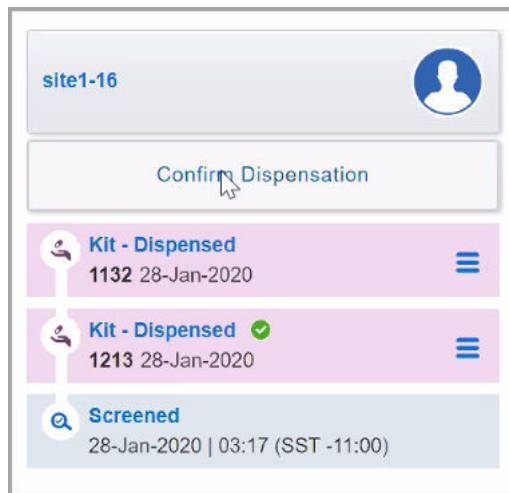 site1-16
Confirm Dispensation
Kit - Dispensed
1132 28-Jan-2020
Kit - Dispensed
1213 28-Jan-2020
Screened
28-Jan-2020 | 03:17 (SST -11:00)